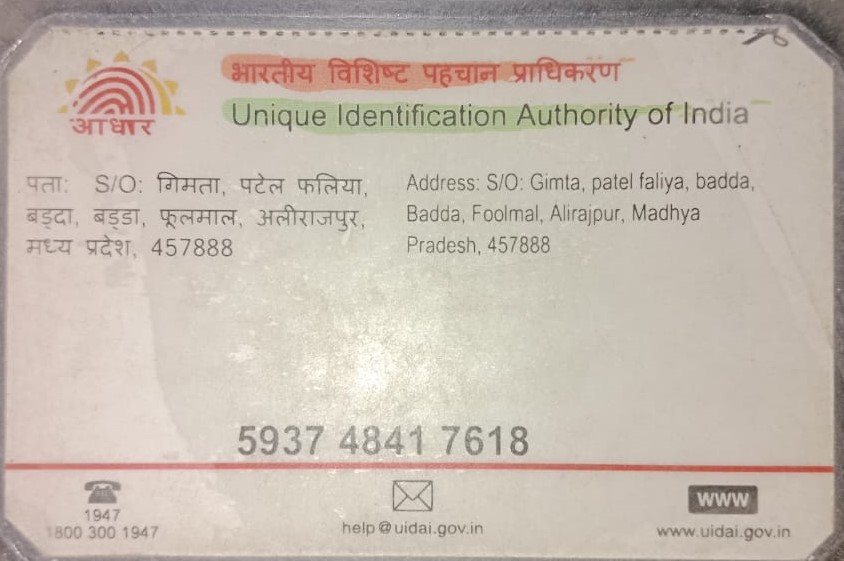 भारतीय विशिष्ट पहचान प्राधिकरण
Unique Identification Authority of India
आधार
पता: S/O: गिमता, पटेल फलिया,
बड्दा, बड्डा, फूलमाल, अलीराजपुर,
मध्य प्रदेश, 457888
Address: S/O: Gimta, patel faliya, badda,
Badda, Foolmal, Alirajpur, Madhya
Pradesh, 457888
5937 4841 7618
1947
1800 300 1947
help@uidai.gov.in
www
www.uidai.gov.in